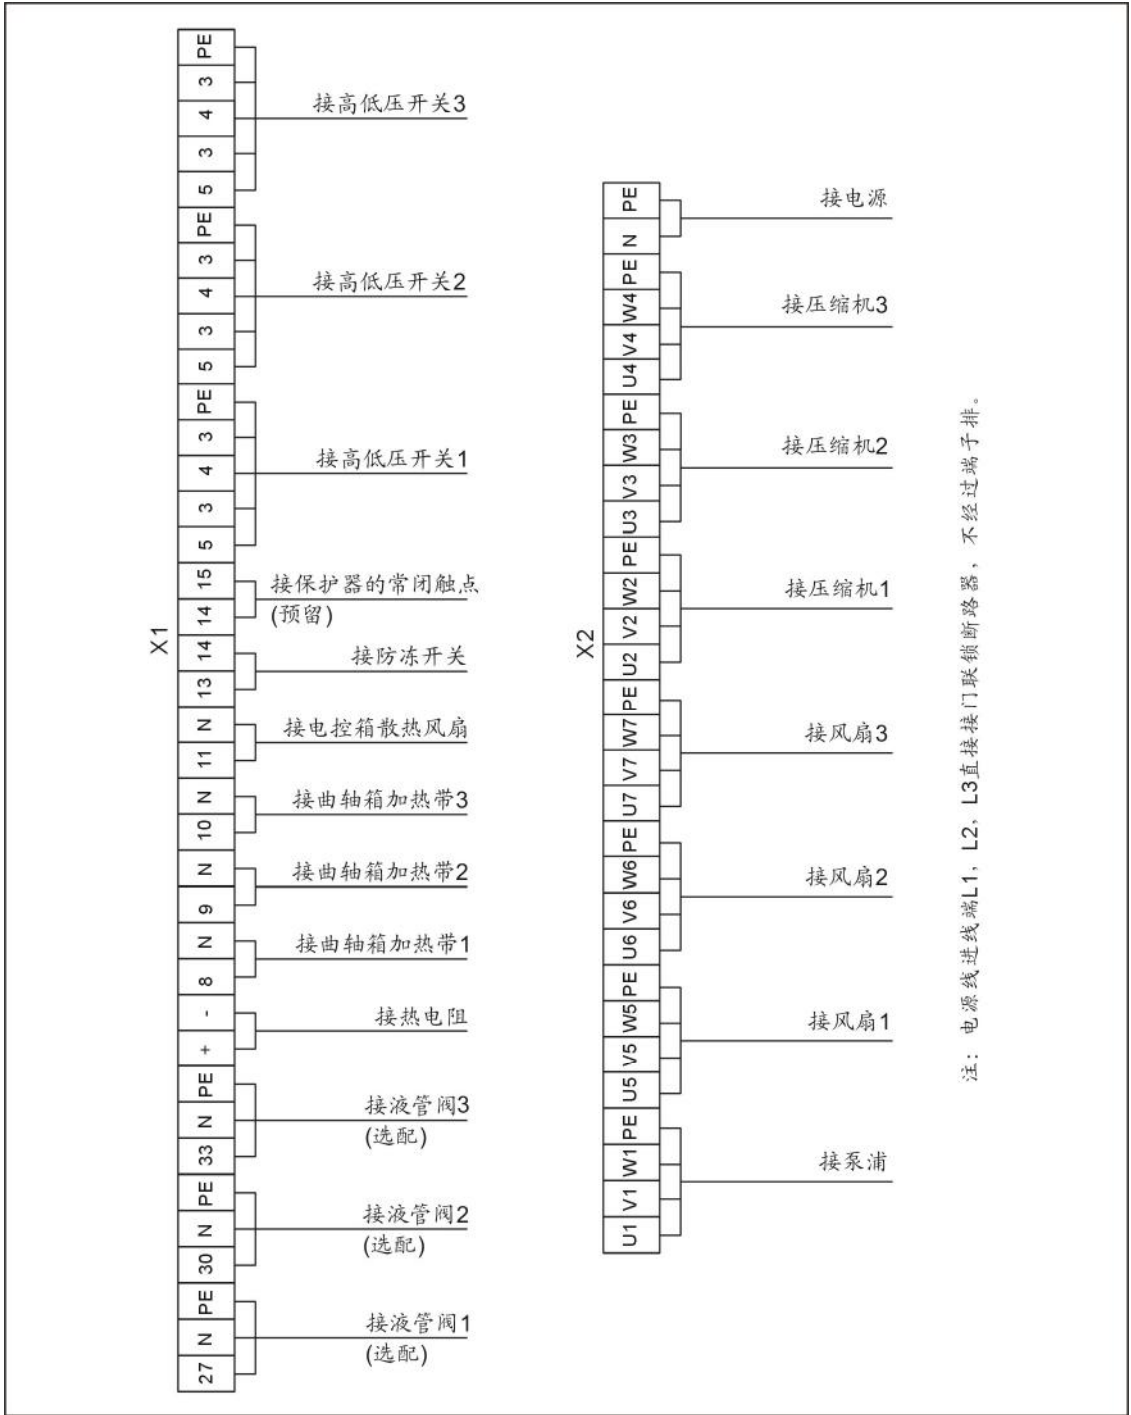 X1
PE
3
4
3
5
接高低压开关3
PE
3
4
3
5
接高低压开关2
PE
3
4
3
5
接高低压开关1
15
14
接保护器的常闭触点
(预留)
14
13
接防冻开关
N
11
接电控箱散热风扇
N
10
接曲轴箱加热带3
N
9
接曲轴箱加热带2
N
8
接曲轴箱加热带1
-
+
接热电阻
PE
N
33
接液管阀3
(选配)
PE
N
30
接液管阀2
(选配)
PE
N
27
接液管阀1
(选配)
X2
PE
N
接电源
PE
W4
V4
U4
接压缩机3
PE
W3
V3
U3
接压缩机2
PE
W2
V2
U2
接压缩机1
PE
W7
V7
U7
接风扇3
PE
W6
V6
U6
接风扇2
PE
W5
V5
U5
接风扇1
PE
W1
V1
U1
接泵浦
注：电源线进线端L1，L2，L3直接接门联锁断路器，不经过端子排。